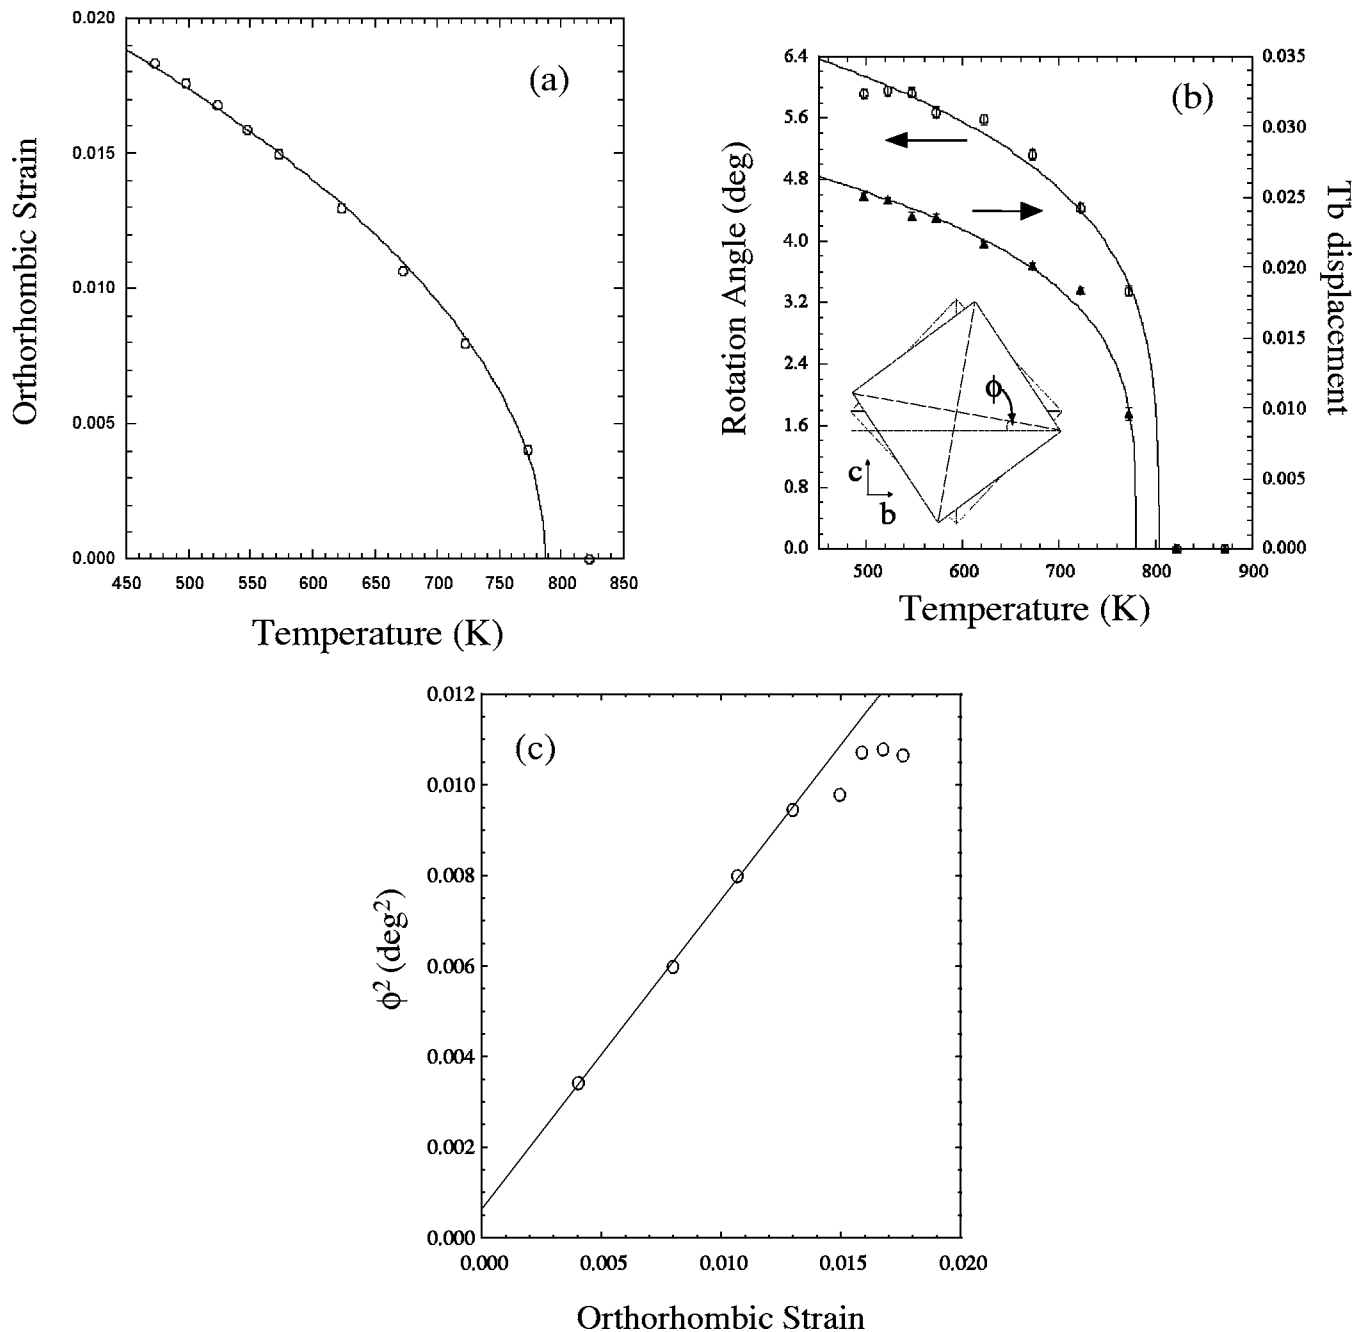 (a)
Orthorhombic Strain
0.020
0.015
0.010
0.005
0.000
450 500 550 600 650 700 750 800 850
Temperature (K)
(b)
Rotation Angle (deg)
6.4
5.6
4.8
4.0
3.2
2.4
1.6
0.8
0.0
0.035
0.030
0.025
0.020
0.015
0.010
0.005
0.000
Tb displacement
ϕ
c
b
500 600 700 800 900
Temperature (K)
(c)
ϕ² (deg²)
0.012
0.010
0.008
0.006
0.004
0.002
0.000
0.000 0.005 0.010 0.015 0.020
Orthorhombic Strain